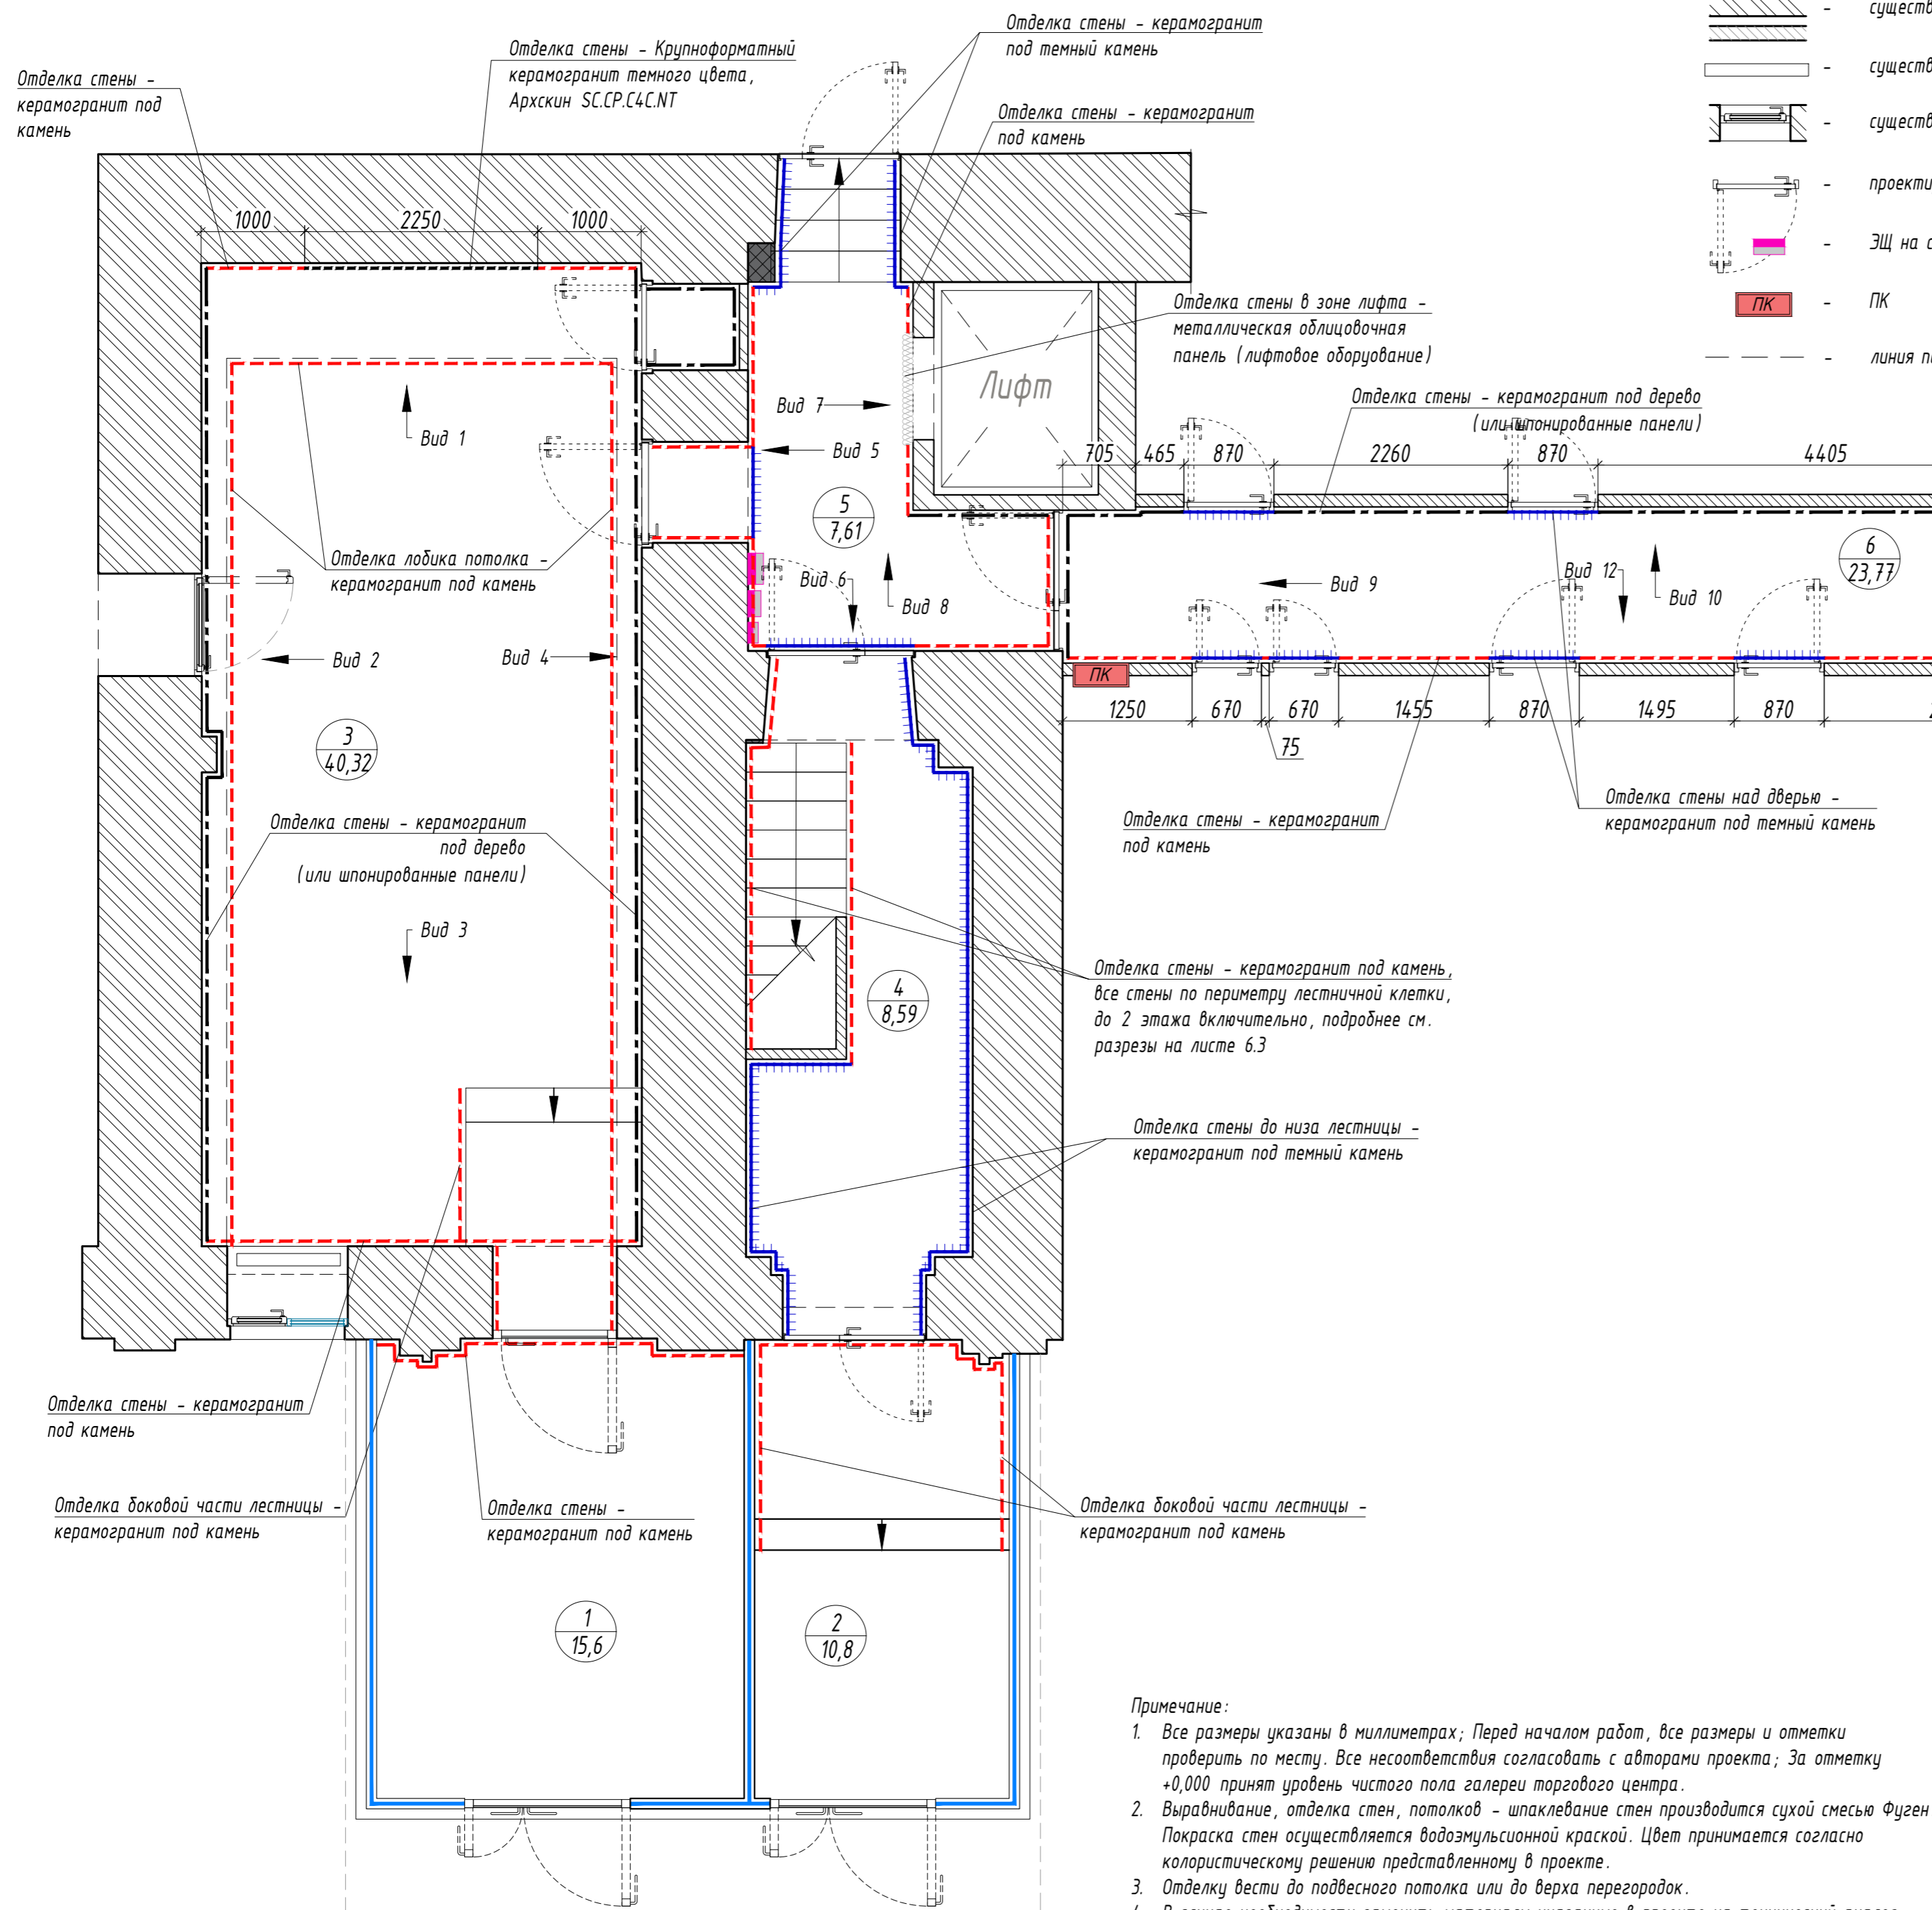 Отделка стены –
керамогранит под
камень
Отделка стены – Крупноформатный
керамогранит темного цвета,
Архскин SC.CP.C4C.NT
Отделка стены – керамогранит
под темный камень
Отделка стены – керамогранит
под камень
– сущест
– сущест
– сущест
– проекти
– ЭЩ на с
ПК – ПК
– линия п
1000 2250 1000
Отделка стены в зоне лифта –
металлическая облицовочная
панель (лифтовое оборуование)
Лифт
Отделка стены – керамогранит под дерево
(или шпонированные панели)
705 465 870 2260 870 4405
Вид 1
Вид 7
Вид 5
5
7,61
Отделка лобика потолка –
керамогранит под камень
Вид 6
Вид 8
Вид 9
Вид 12
Вид 10
6
23,77
Вид 2
Вид 4
ПК
1250 670 670 1455 870 1495 870
75
3
40,32
Отделка стены – керамогранит
под дерево
(или шпонированные панели)
Отделка стены – керамогранит
под камень
Отделка стены над дверью –
керамогранит под темный камень
Вид 3
4
8,59
Отделка стены – керамогранит под камень,
все стены по периметру лестничной клетки,
до 2 этажа включительно, подробнее см.
разрезы на листе 6.3
Отделка стены до низа лестницы –
керамогранит под темный камень
Отделка стены – керамогранит
под камень
Отделка боковой части лестницы –
керамогранит под камень
Отделка стены –
керамогранит под камень
Отделка боковой части лестницы –
керамогранит под камень
1
15,6
2
10,8
Примечание:
1. Все размеры указаны в миллиметрах; Перед началом работ, все размеры и отметки
проверить по месту. Все несоответствия согласовать с авторами проекта; За отметку
+0,000 принят уровень чистого пола галереи торгового центра.
2. Выравнивание, отделка стен, потолков – шпаклевание стен производится сухой смесью Фуген
Покраска стен осуществляется водоэмульсионной краской. Цвет принимается согласно
колористическому решению представленному в проекте.
3. Отделку вести до подвесного потолка или до верха перегородок.